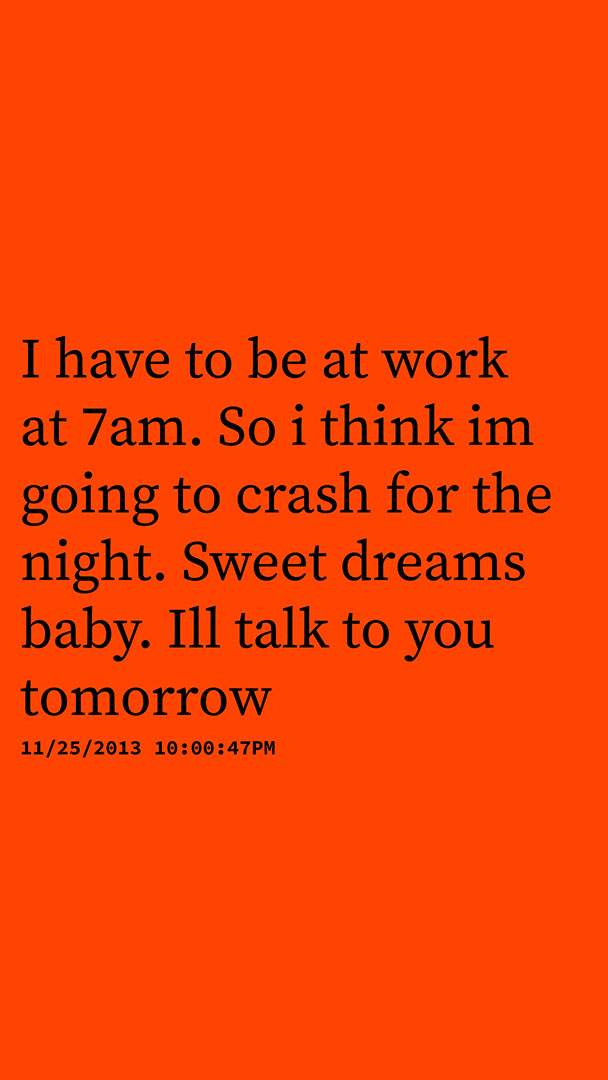 I have to be at work
at 7am. So i think im
going to crash for the
night. Sweet dreams
baby. Ill talk to you
tomorrow
11/25/2013 10:00:47PM